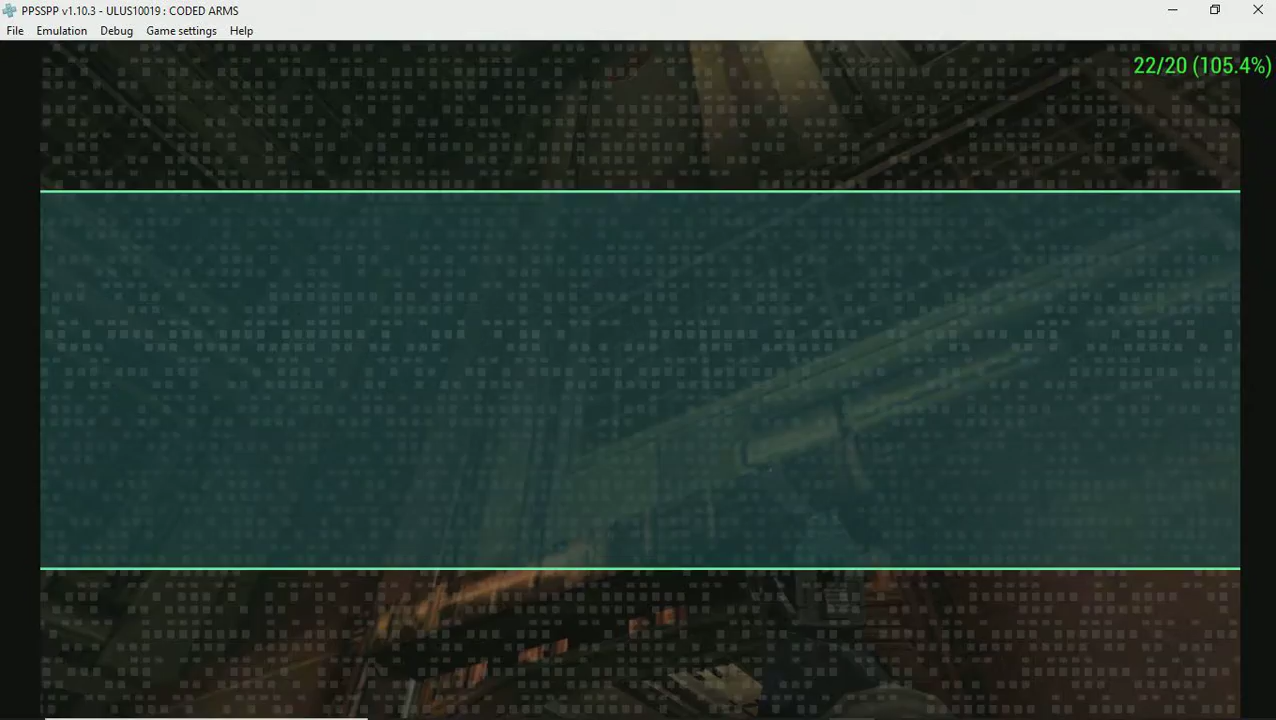 PPSSPP v1.10.3 - ULUS10019 : CODED ARMS
File Emulation Debug Game settings Help
22/20 (105.4%)